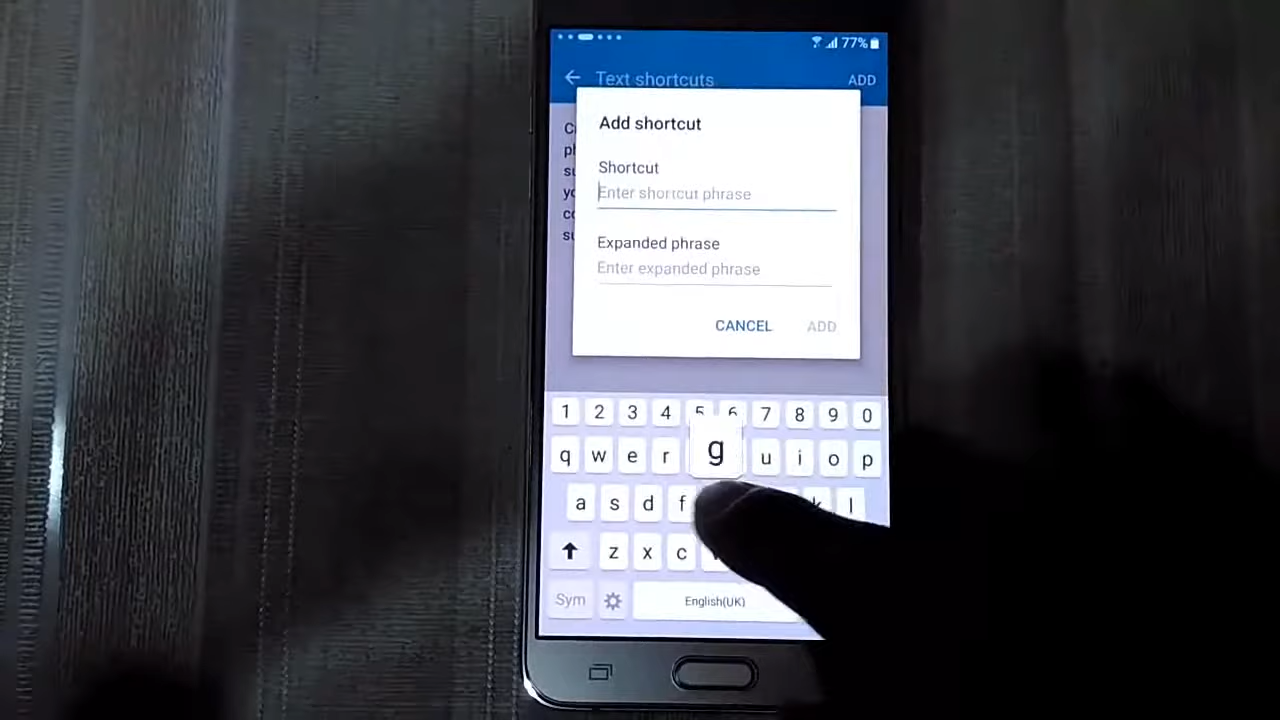 77%
Text shortcuts
ADD
Add shortcut
Shortcut
Enter shortcut phrase
Expanded phrase
Enter expanded phrase
CANCEL
ADD
1 2 3 4 5 6 7 8 9 0
q w e r g u i o p
a s d f k l
z x c
Sym
English(UK)